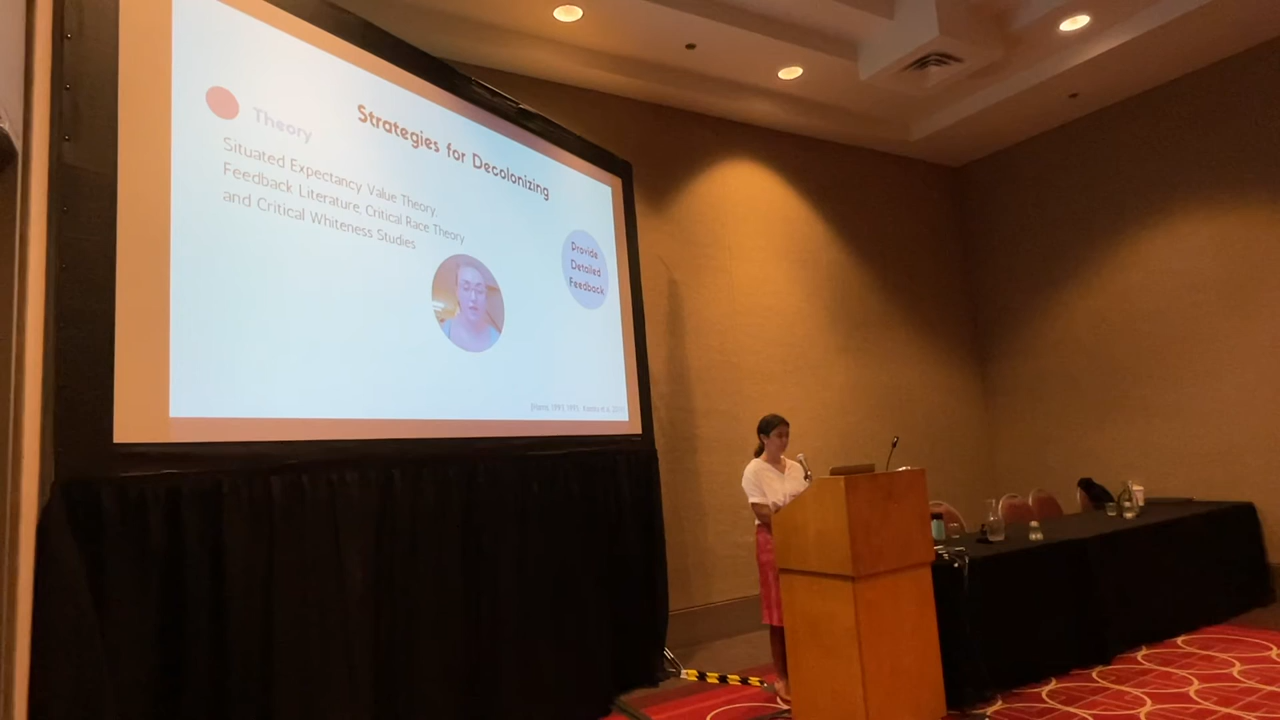 Strategies for Decolonizing
Theory
Situated Expectancy Value Theory,
Feedback Literature, Critical Race Theory
and Critical Whiteness Studies
Provide
Detailed
Feedback